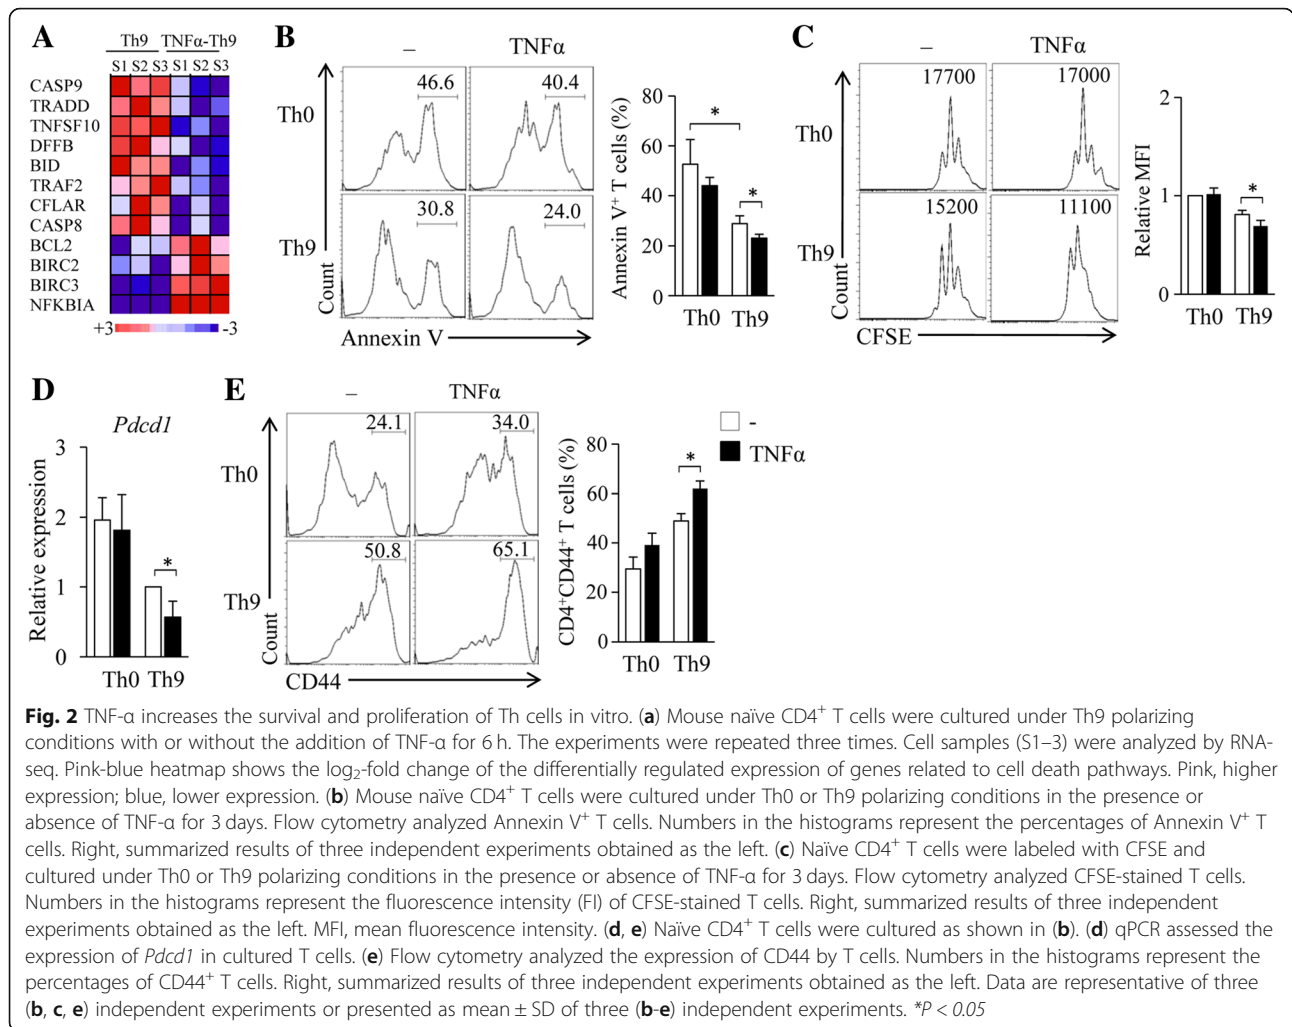 A
Th9 TNFα-Th9
S1 S2 S3 S1 S2 S3
CASP9
TRADD
TNFSF10
DFFB
BID
TRAF2
CFLAR
CASP8
BCL2
BIRC2
BIRC3
NFKBIA
+3 -3
B
– TNFα
Th0
46.6 40.4
Th9
30.8 24.0
Count
Annexin V
Annexin V⁺ T cells (%)
80
60
40
20
0
* *
Th0 Th9
C
– TNFα
Th0
17700 17000
Th9
15200 11100
Count
CFSE
Relative MFI
2
1
0
*
Th0 Th9
D
Pdcd1
Relative expression
3
2
1
0
*
Th0 Th9
E
– TNFα
Th0
24.1 34.0
Th9
50.8 65.1
Count
CD44
CD4⁺CD44⁺ T cells (%)
80
60
40
20
0
*
Th0 Th9
-
TNFα
Fig. 2 TNF-α increases the survival and proliferation of Th cells in vitro. (a) Mouse naïve CD4⁺ T cells were cultured under Th9 polarizing
conditions with or without the addition of TNF-α for 6 h. The experiments were repeated three times. Cell samples (S1–3) were analyzed by RNA-
seq. Pink-blue heatmap shows the log₂-fold change of the differentially regulated expression of genes related to cell death pathways. Pink, higher
expression; blue, lower expression. (b) Mouse naïve CD4⁺ T cells were cultured under Th0 or Th9 polarizing conditions in the presence or
absence of TNF-α for 3 days. Flow cytometry analyzed Annexin V⁺ T cells. Numbers in the histograms represent the percentages of Annexin V⁺ T
cells. Right, summarized results of three independent experiments obtained as the left. (c) Naïve CD4⁺ T cells were labeled with CFSE and
cultured under Th0 or Th9 polarizing conditions in the presence or absence of TNF-α for 3 days. Flow cytometry analyzed CFSE-stained T cells.
Numbers in the histograms represent the fluorescence intensity (FI) of CFSE-stained T cells. Right, summarized results of three independent
experiments obtained as the left. MFI, mean fluorescence intensity. (d, e) Naïve CD4⁺ T cells were cultured as shown in (b). (d) qPCR assessed the
expression of Pdcd1 in cultured T cells. (e) Flow cytometry analyzed the expression of CD44 by T cells. Numbers in the histograms represent the
percentages of CD44⁺ T cells. Right, summarized results of three independent experiments obtained as the left. Data are representative of three
(b, c, e) independent experiments or presented as mean ± SD of three (b-e) independent experiments. *P < 0.05